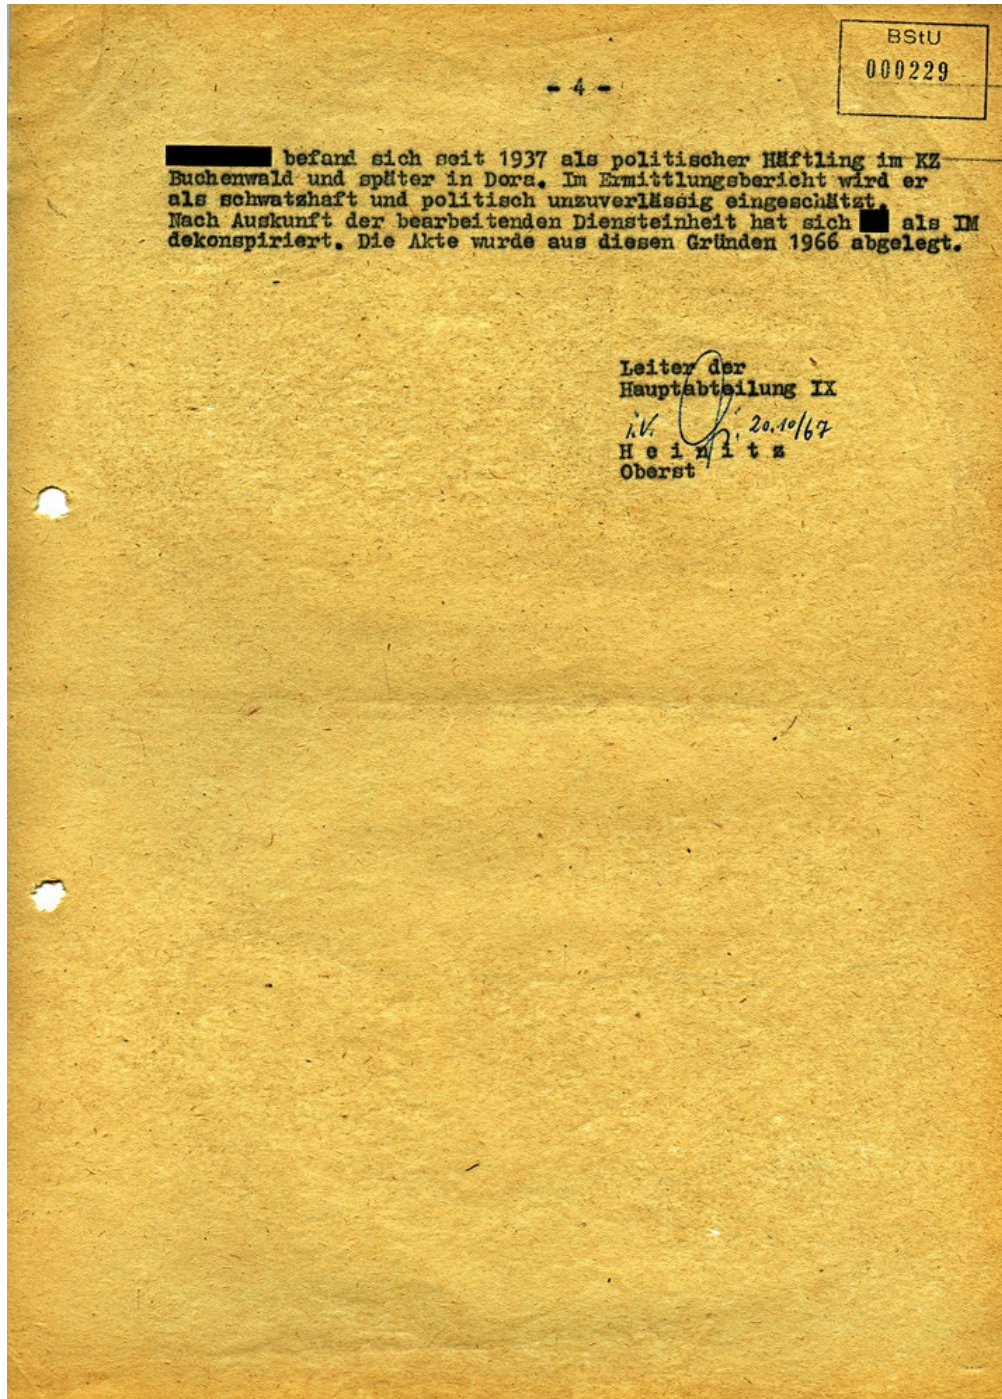 BStU
000229
- 4 -
befand sich seit 1937 als politischer Häftling im KZ
Buchenwald und später in Dora. Im Ermittlungsbericht wird er
als schwatzhaft und politisch unzuverlässig eingeschätzt.
Nach Auskunft der bearbeitenden Diensteinheit hat sich als IM
dekonspiriert. Die Akte wurde aus diesen Gründen 1966 abgelegt.
Leiter der
Hauptabteilung IX
i.V. 20.10/67
H e i n i t z
Oberst